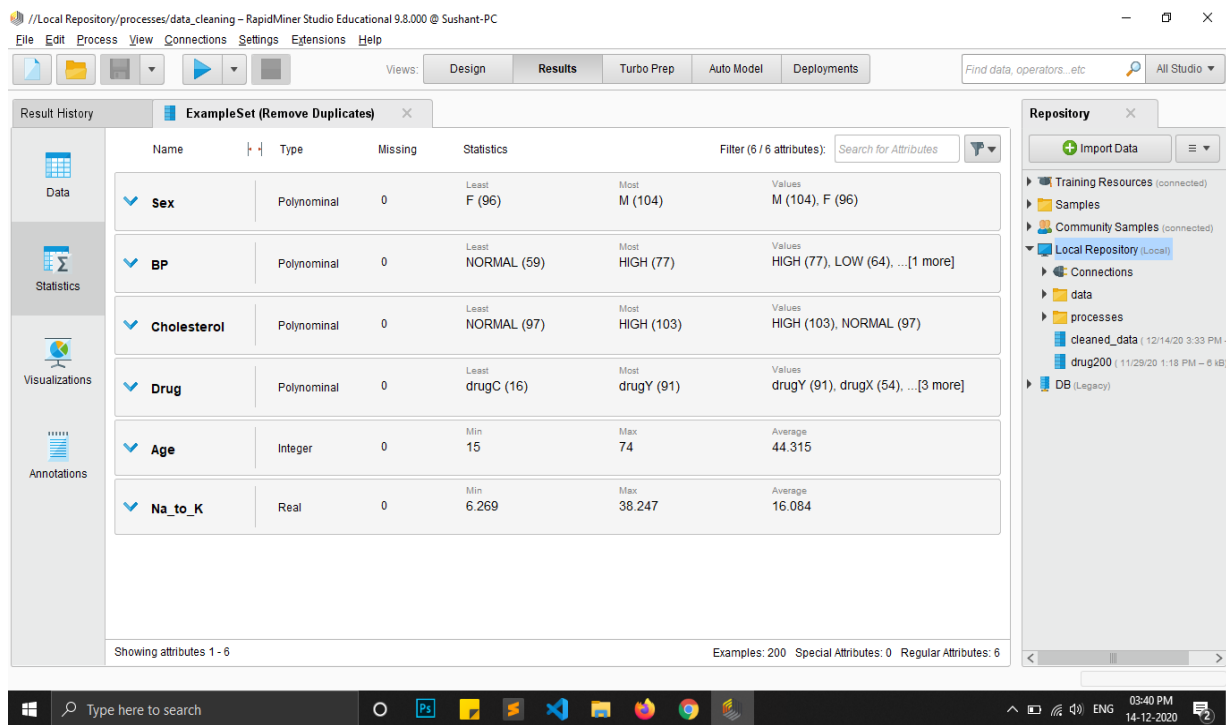 //Local Repository/processes/data_cleaning – RapidMiner Studio Educational 9.8.000 @ Sushant-PC
File Edit Process View Connections Settings Extensions Help
Views: Design Results Turbo Prep Auto Model Deployments Find data, operators...etc All Studio
Result History ExampleSet (Remove Duplicates) Repository
Name Type Missing Statistics Filter (6 / 6 attributes): Search for Attributes Import Data
Data
Statistics
Visualizations
Annotations
Least Most Values
Sex Polynominal 0 F (96) M (104) M (104), F (96)
Least Most Values
BP Polynominal 0 NORMAL (59) HIGH (77) HIGH (77), LOW (64), ...[1 more]
Least Most Values
Cholesterol Polynominal 0 NORMAL (97) HIGH (103) HIGH (103), NORMAL (97)
Least Most Values
Drug Polynominal 0 drugC (16) drugY (91) drugY (91), drugX (54), ...[3 more]
Min Max Average
Age Integer 0 15 74 44.315
Min Max Average
Na_to_K Real 0 6.269 38.247 16.084
Training Resources (connected)
Samples
Community Samples (connected)
Local Repository (Local)
Connections
data
processes
cleaned_data ( 12/14/20 3:33 PM -
drug200 ( 11/29/20 1:18 PM – 6 kB)
DB (Legacy)
Showing attributes 1 - 6 Examples: 200 Special Attributes: 0 Regular Attributes: 6
Type here to search Ps ENG 03:40 PM
14-12-2020 2